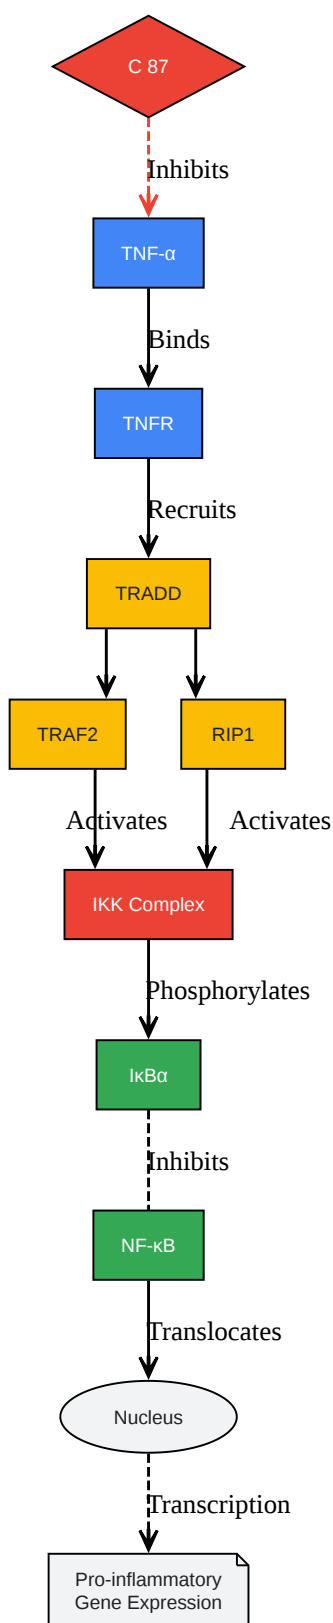 C 87
Inhibits
TNF-α
Binds
TNFR
Recruits
TRADD
TRAF2
RIP1
Activates
Activates
IKK Complex
Phosphorylates
IκBα
Inhibits
NF-κB
Translocates
Nucleus
Transcription
Pro-inflammatory
Gene Expression